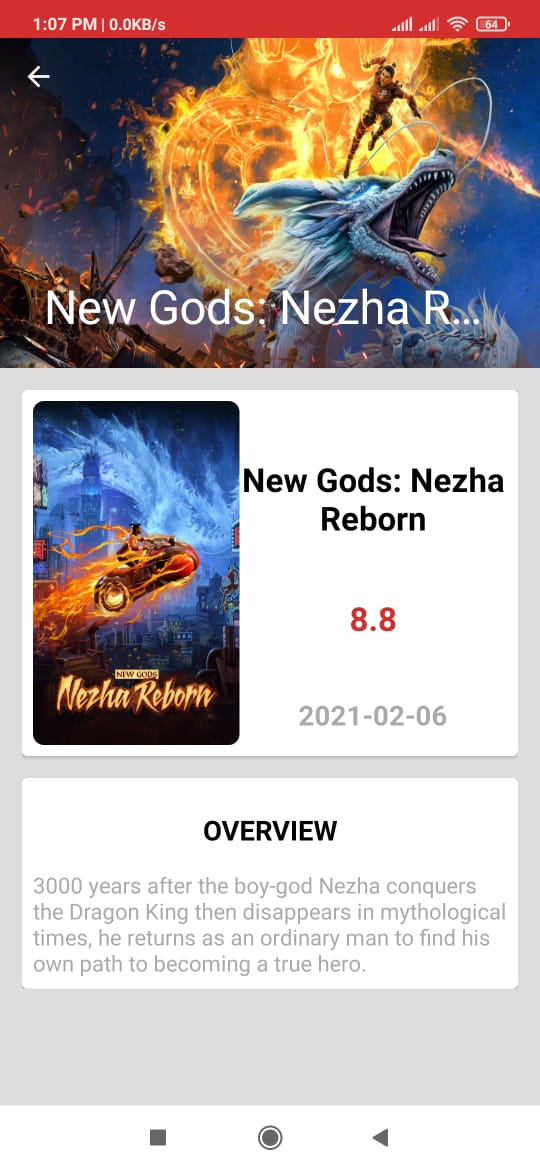 1:07 PM | 0.0KB/s
64
New Gods: Nezha R...
New Gods: Nezha
Reborn
8.8
2021-02-06
NEW GODS
Nezha Reborn
OVERVIEW
3000 years after the boy-god Nezha conquers
the Dragon King then disappears in mythological
times, he returns as an ordinary man to find his
own path to becoming a true hero.